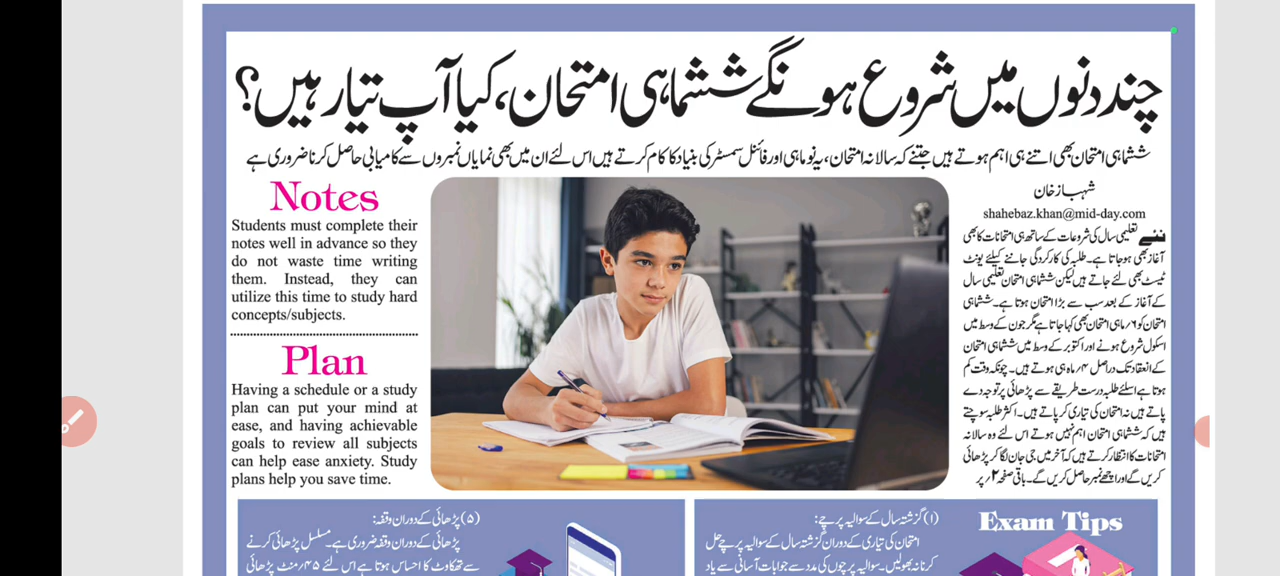 چند دنوں میں شروع ہونگے ششماہی امتحان، کیا آپ تیار ہیں؟
ششماہی امتحان بھی اتنے ہی اہم ہوتے ہیں جتنے کہ سالانہ امتحان، یہ نوماہی اور فائنل سمسٹر کی بنیاد کا کام کرتے ہیں اس لئے ان میں بھی نمایاں نمبروں سے کامیابی حاصل کرنا ضروری ہے
شہباز خان
shahebaz.khan@mid-day.com
نئے تعلیمی سال کی شروعات کے ساتھ ہی امتحانات کا بھی
آغاز بھی ہوجاتا ہے۔ طلبہ کی کارکردگی جاننے کیلئے یونٹ
ٹیسٹ بھی لئے جاتے ہیں لیکن ششماہی امتحان تعلیمی سال
کے آغاز کے بعد سب سے بڑا امتحان ہوتا ہے۔ ششماہی
امتحان کو ۶؍ ماہی امتحان بھی کہا جاتا ہے مگر جون کے وسط میں
اسکول شروع ہونے اور اکتوبر کے وسط میں ششماہی امتحان
کے انعقاد تک دراصل ۴؍ ماہ ہی ہوتے ہیں۔ چونکہ وقت کم
ہوتا ہے اسلئے طلبہ درست طریقے سے پڑھائی پر توجہ دے
پاتے ہیں نہ امتحان کی تیاری کر پاتے ہیں۔ اکثر طلبہ سوچتے
ہیں کہ ششماہی امتحان اہم نہیں ہوتے اس لئے وہ سالانہ
امتحانات کا انتظار کرتے ہیں کہ آخر میں جی جان لگا کر پڑھائی
کریں گے اور اچھے نمبر حاصل کریں گے۔ باقی صفحہ ۲؍ پر
Notes
Students must complete their
notes well in advance so they
do not waste time writing
them. Instead, they can
utilize this time to study hard
concepts/subjects.
Plan
Having a schedule or a study
plan can put your mind at
ease, and having achievable
goals to review all subjects
can help ease anxiety. Study
plans help you save time.
Exam Tips
(۱) گزشتہ سال کے سوالیہ پرچے:
امتحان کی تیاری کے دوران گزشتہ سال کے سوالیہ پرچے حل
کرنا نہ بھولیں۔ سوالیہ پرچوں کی مدد سے جوابات آسانی سے یاد
(۵) پڑھائی کے دوران وقفہ:
پڑھائی کے دوران وقفہ ضروری ہے۔ مسلسل پڑھائی کرنے
سے تھکاوٹ کا احساس ہوتا ہے اس لئے ۴۵؍ منٹ پڑھائی